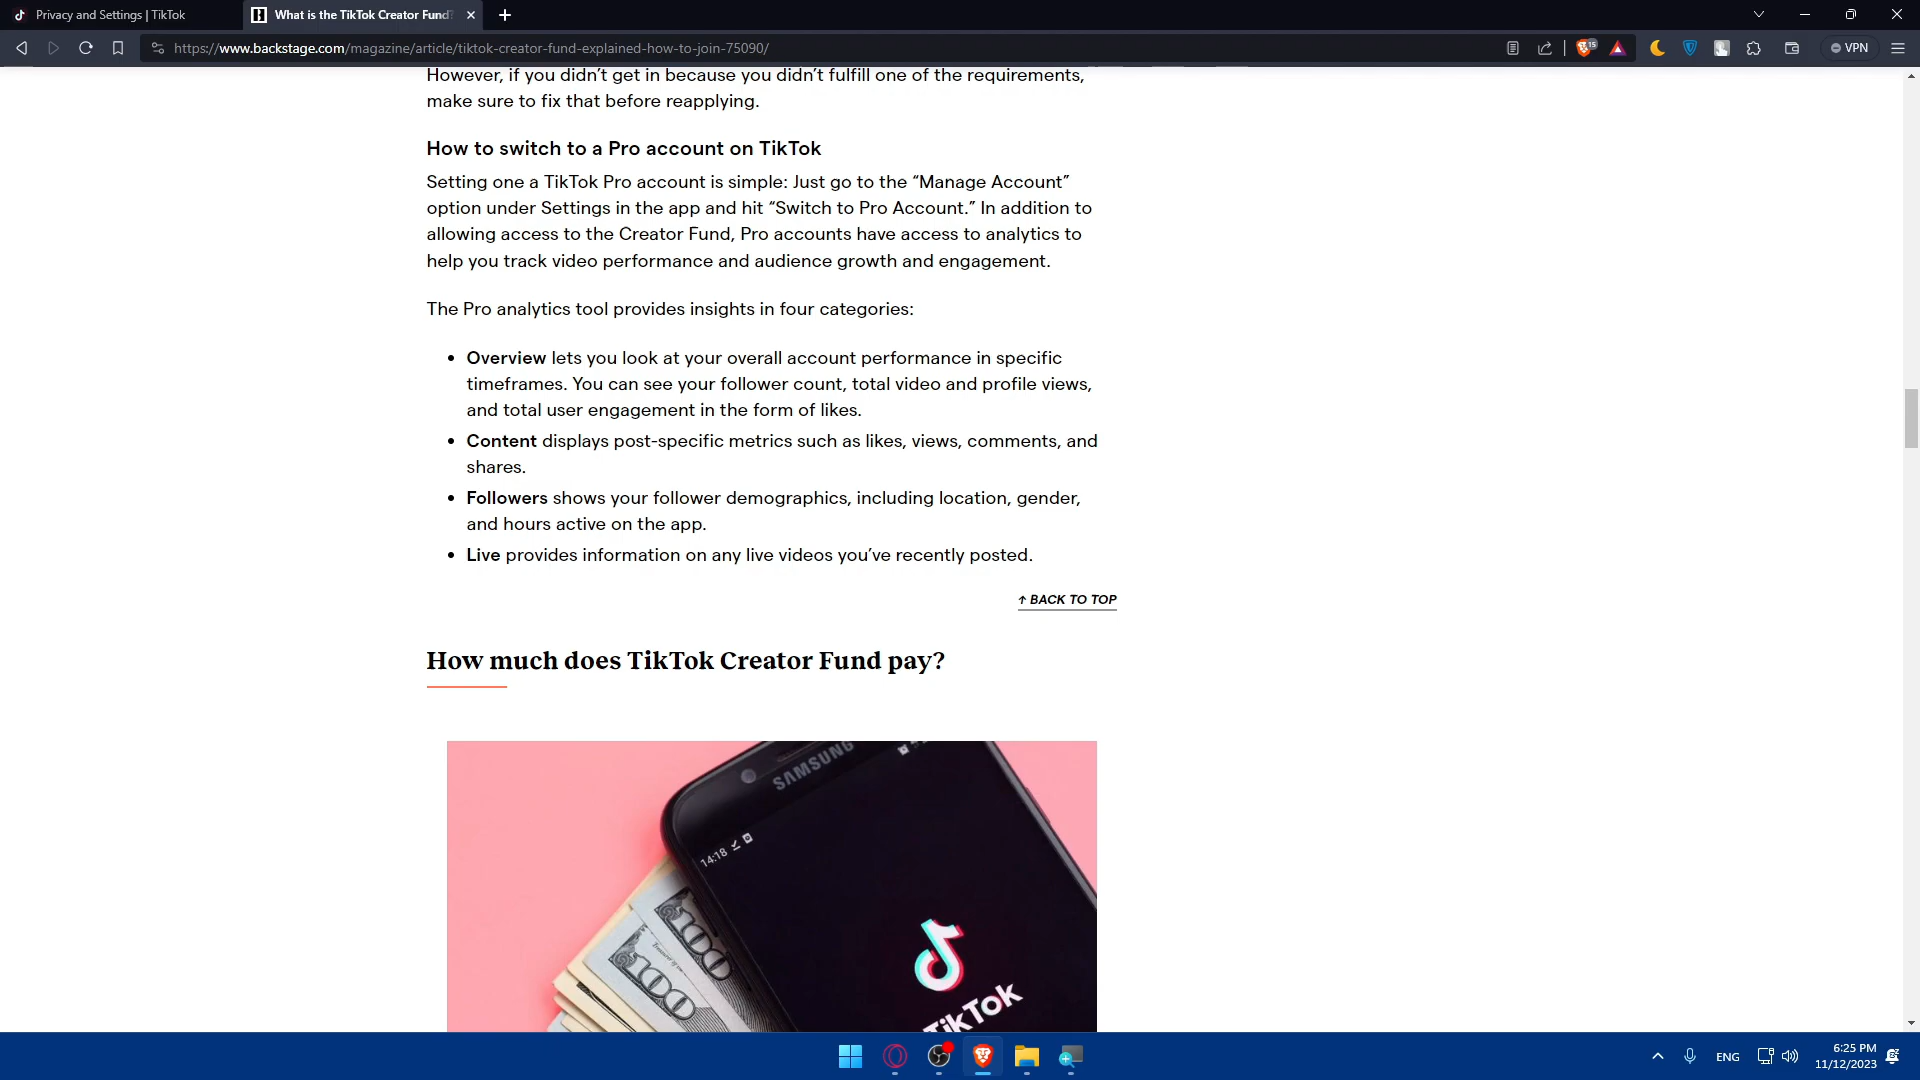 Privacy and Settings | TikTok
What is the TikTok Creator Fund?
https://www.backstage.com/magazine/article/tiktok-creator-fund-explained-how-to-join-75090/
15
VPN
However, if you didn’t get in because you didn’t fulfill one of the requirements,
make sure to fix that before reapplying.
How to switch to a Pro account on TikTok
Setting one a TikTok Pro account is simple: Just go to the “Manage Account”
option under Settings in the app and hit “Switch to Pro Account.” In addition to
allowing access to the Creator Fund, Pro accounts have access to analytics to
help you track video performance and audience growth and engagement.
The Pro analytics tool provides insights in four categories:
• Overview lets you look at your overall account performance in specific
timeframes. You can see your follower count, total video and profile views,
and total user engagement in the form of likes.
• Content displays post-specific metrics such as likes, views, comments, and
shares.
• Followers shows your follower demographics, including location, gender,
and hours active on the app.
• Live provides information on any live videos you’ve recently posted.
↑ BACK TO TOP
How much does TikTok Creator Fund pay?
SAMSUNG
14:18
100
100
TikTok
ENG
6:25 PM
11/12/2023